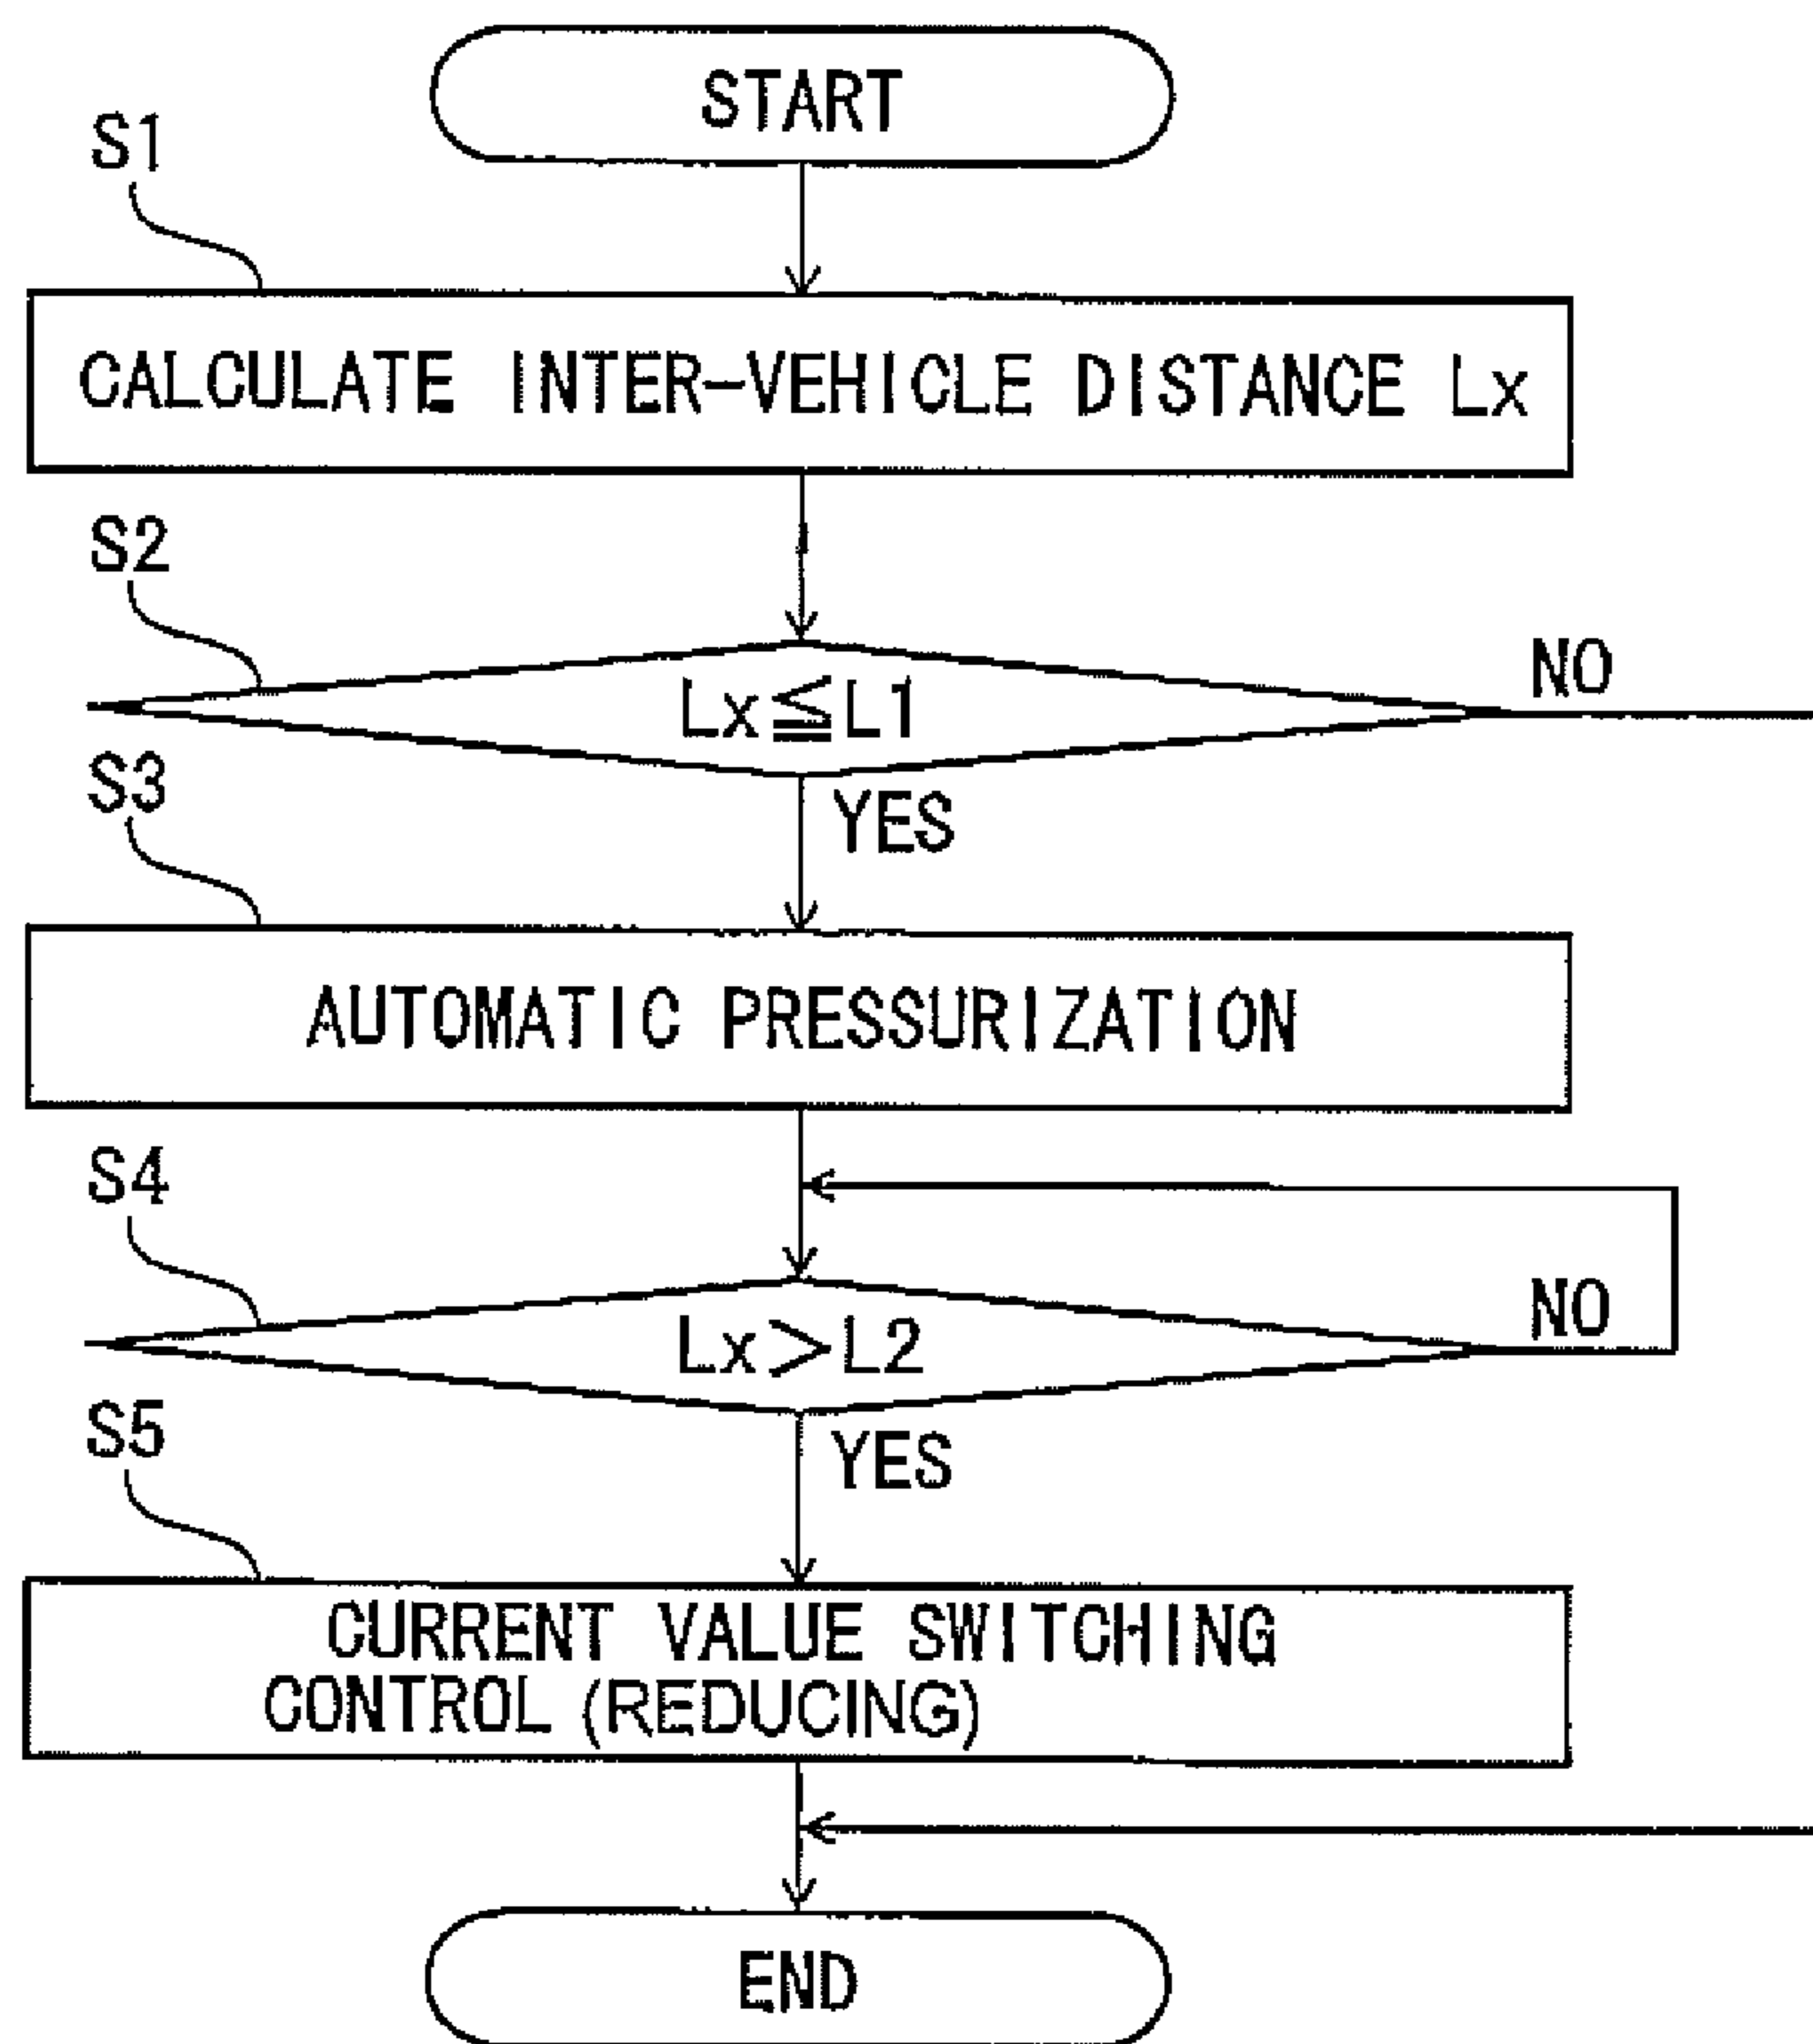 START
S1
CALCULATE INTER-VEHICLE DISTANCE Lx
S2
Lx≦L1
NO
YES
S3
AUTOMATIC PRESSURIZATION
S4
Lx>L2
NO
YES
S5
CURRENT VALUE SWITCHING
CONTROL (REDUCING)
END